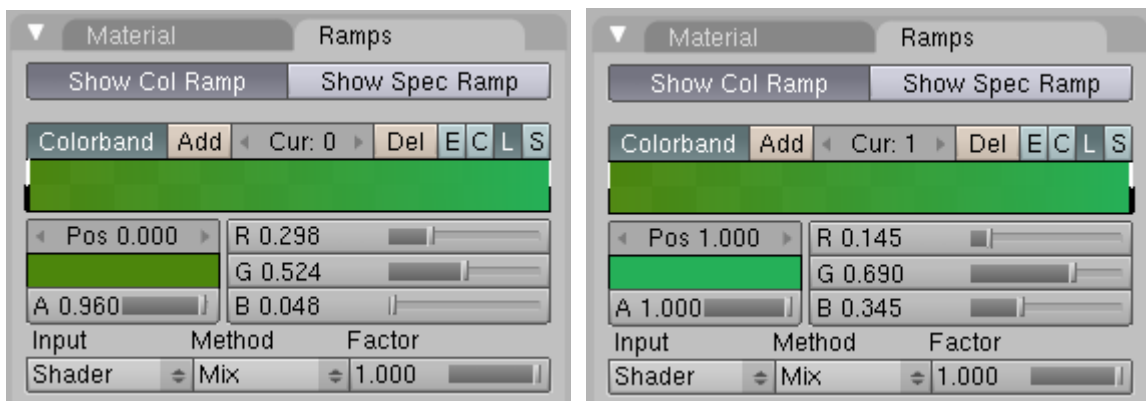 Material Ramps
Show Col Ramp Show Spec Ramp
Colorband Add Cur: 0 Del E C L S
Pos 0.000 R 0.298
G 0.524
A 0.960 B 0.048
Input Method Factor
Shader Mix 1.000
Material Ramps
Show Col Ramp Show Spec Ramp
Colorband Add Cur: 1 Del E C L S
Pos 1.000 R 0.145
G 0.690
A 1.000 B 0.345
Input Method Factor
Shader Mix 1.000